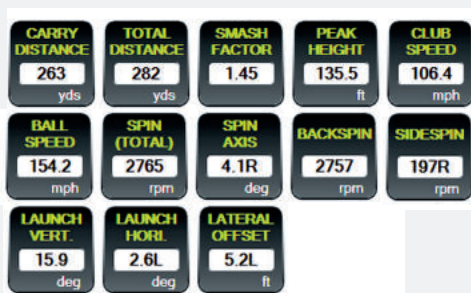 CARRY DISTANCE
263
yds
TOTAL DISTANCE
282
yds
SMASH FACTOR
1.45
PEAK HEIGHT
135.5
ft
CLUB SPEED
106.4
mph
BALL SPEED
154.2
mph
SPIN (TOTAL)
2765
rpm
SPIN AXIS
4.1R
deg
BACKSPIN
2757
rpm
SIDESPIN
197R
rpm
LAUNCH VERT.
15.9
deg
LAUNCH HORI.
2.6L
deg
LATERAL OFFSET
5.2L
ft